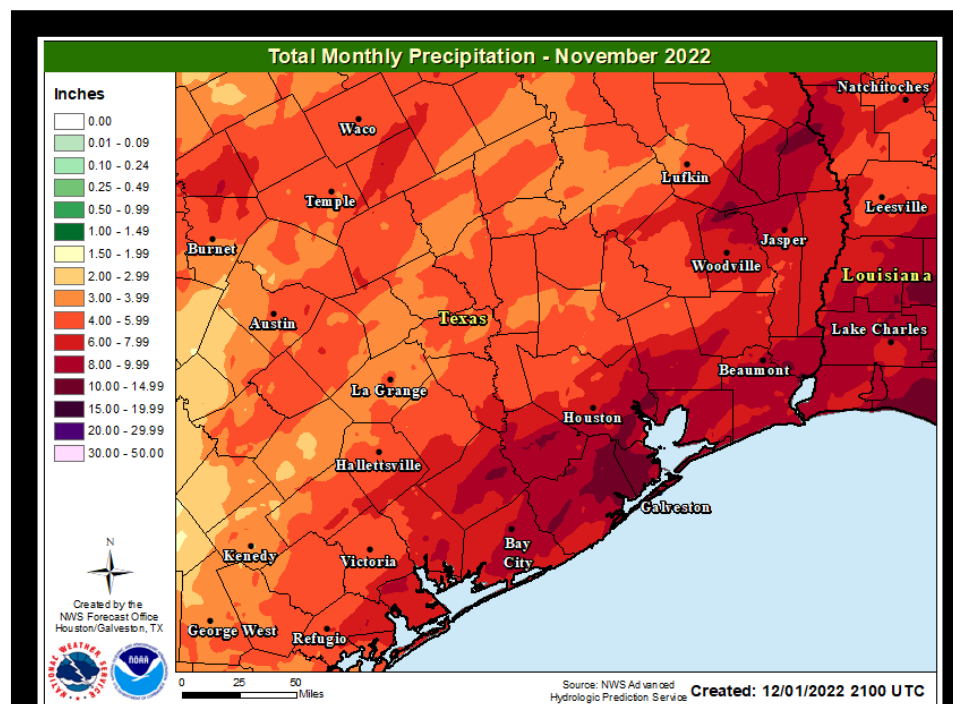 Total Monthly Precipitation - November 2022
Inches
0.00
0.01 - 0.09
0.10 - 0.24
0.25 - 0.49
0.50 - 0.99
1.00 - 1.49
1.50 - 1.99
2.00 - 2.99
3.00 - 3.99
4.00 - 5.99
6.00 - 7.99
8.00 - 9.99
10.00 - 14.99
15.00 - 19.99
20.00 - 29.99
30.00 - 50.00
N
Created by the
NWS Forecast Office
Houston/Galveston, TX
NATIONAL WEATHER SERVICE
NOAA
Natchitoches
Waco
Lufkin
Temple
Leesville
Burnet
Jasper
Woodville
Louisiana
Austin
Texas
Lake Charles
Beaumont
La Grange
Houston
Hallettsville
Galveston
Bay
City
Kenedy
Victoria
George West
Refugio
0 25 50
Miles
Source: NWS Advanced
Hydrologic Prediction Service
Created: 12/01/2022 2100 UTC